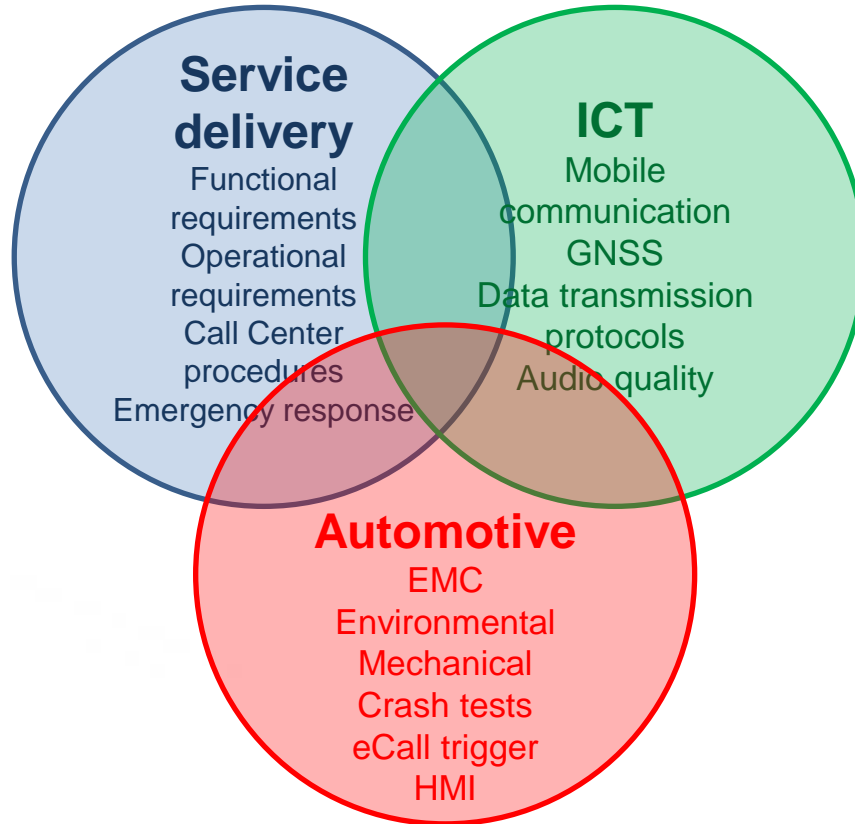 Service
delivery
Functional
requirements
Operational
requirements
Call Center
procedures
Emergency response
ICT
Mobile
communication
GNSS
Data transmission
protocols
Audio quality
Automotive
EMC
Environmental
Mechanical
Crash tests
eCall trigger
HMI